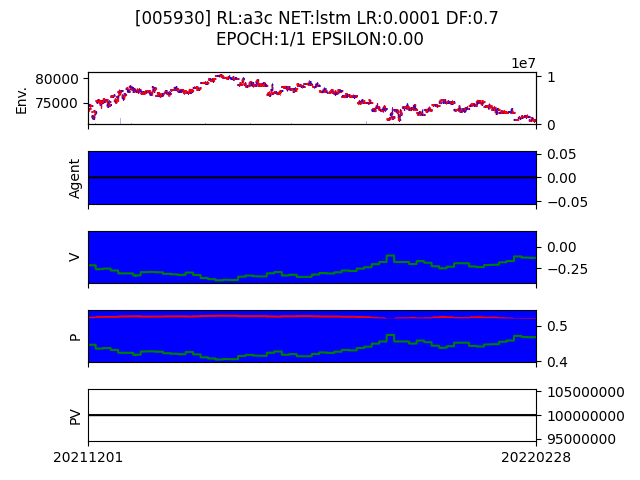 [005930] RL:a3c NET:lstm LR:0.0001 DF:0.7
EPOCH:1/1 EPSILON:0.00
1e7
Env.
80000
75000
1
0
Agent
0.05
0.00
−0.05
V
0.00
−0.25
P
0.5
0.4
PV
105000000
100000000
95000000
20211201
20220228